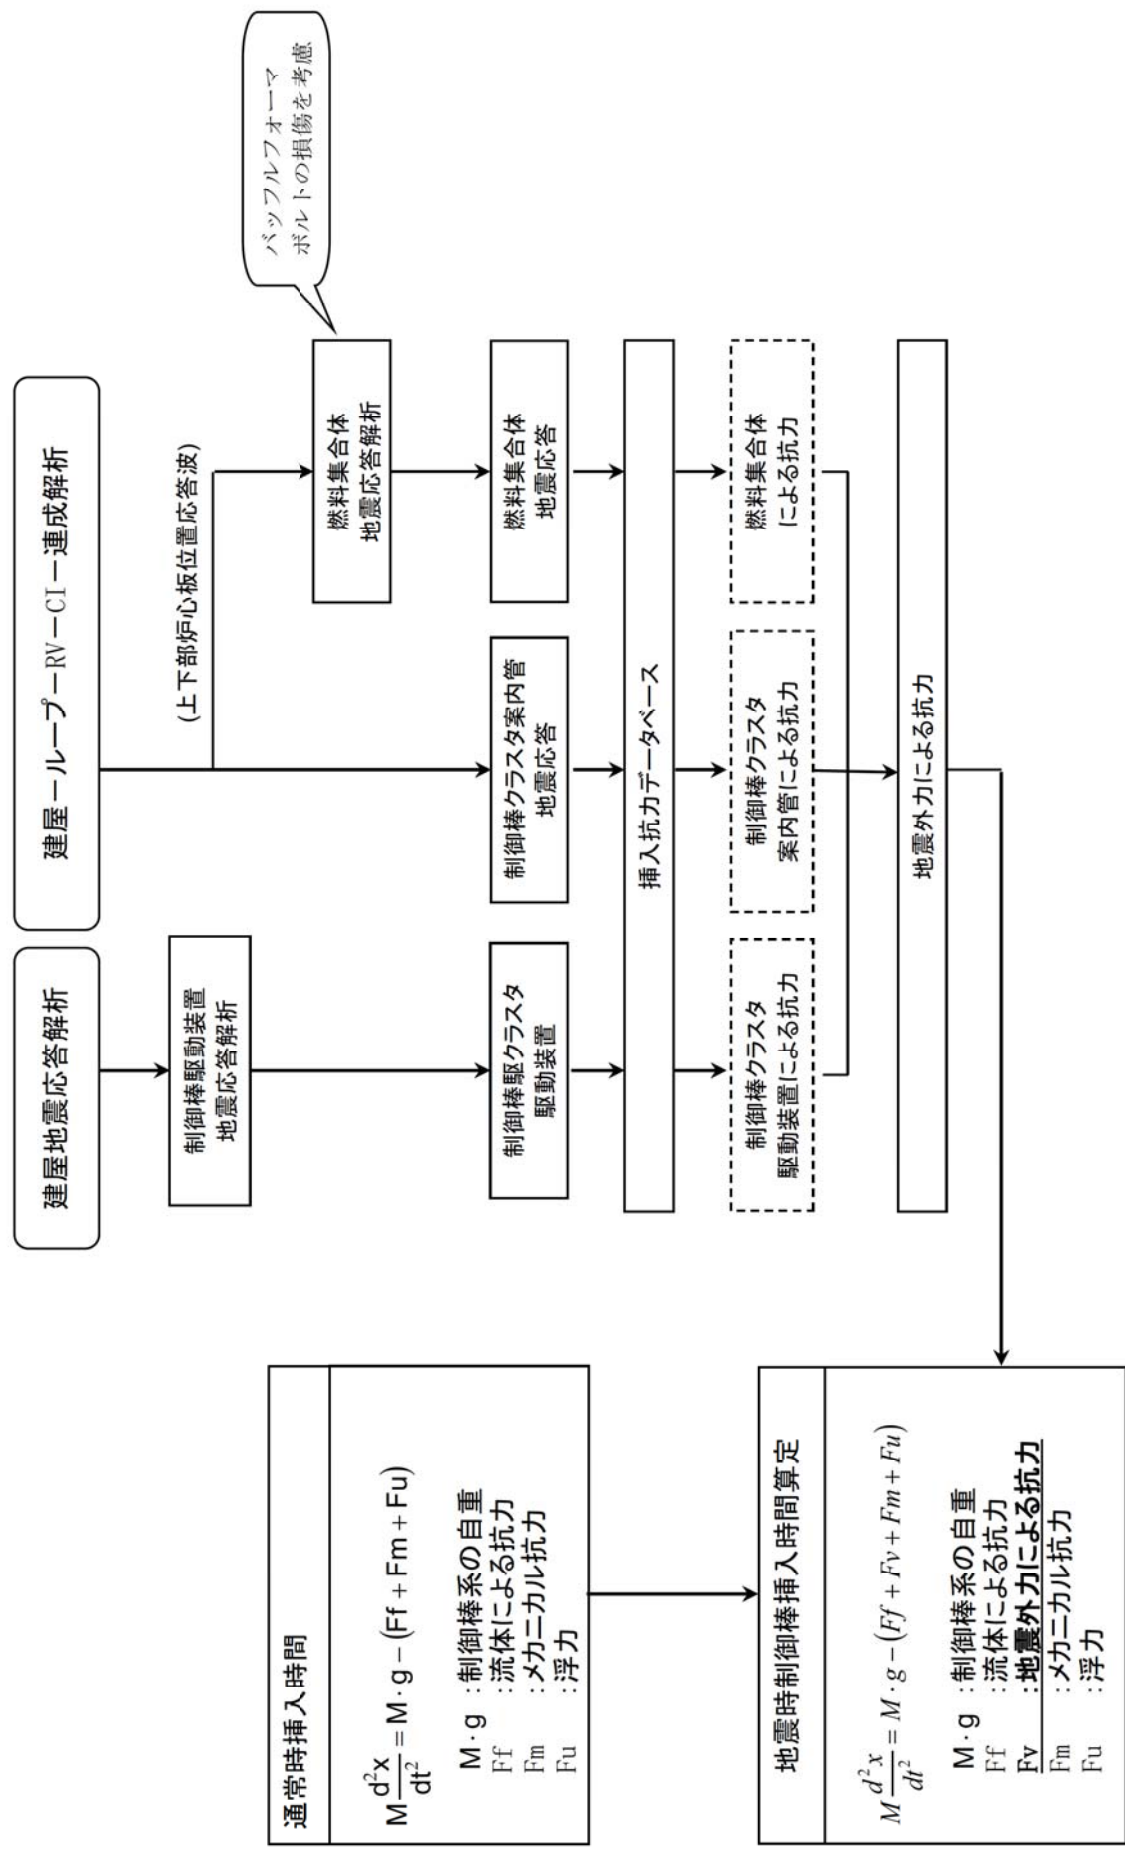 通常時挿入時間
M d²x/dt² = M・g－(Ff＋Fm＋Fu)
M・g：制御棒系の自重
Ff：流体による抗力
Fm：メカニカル抗力
Fu：浮力
地震時制御棒挿入時間算定
M d²x/dt² = M・g－(Ff＋Fv＋Fm＋Fu)
M・g：制御棒系の自重
Ff：流体による抗力
Fv：地震外力による抗力
Fm：メカニカル抗力
Fu：浮力
建屋地震応答解析
建屋－ループ－RV－CI－連成解析
制御棒駆動装置
地震応答解析
(上下部炉心板位置応答波)
バッフルフォーマ
ボルトの損傷を考慮
燃料集合体
地震応答解析
制御棒駆クラスタ
駆動装置
制御棒クラスタ案内管
地震応答
燃料集合体
地震応答
挿入抗力データベース
制御棒クラスタ
駆動装置による抗力
制御棒クラスタ
案内管による抗力
燃料集合体
による抗力
地震外力による抗力